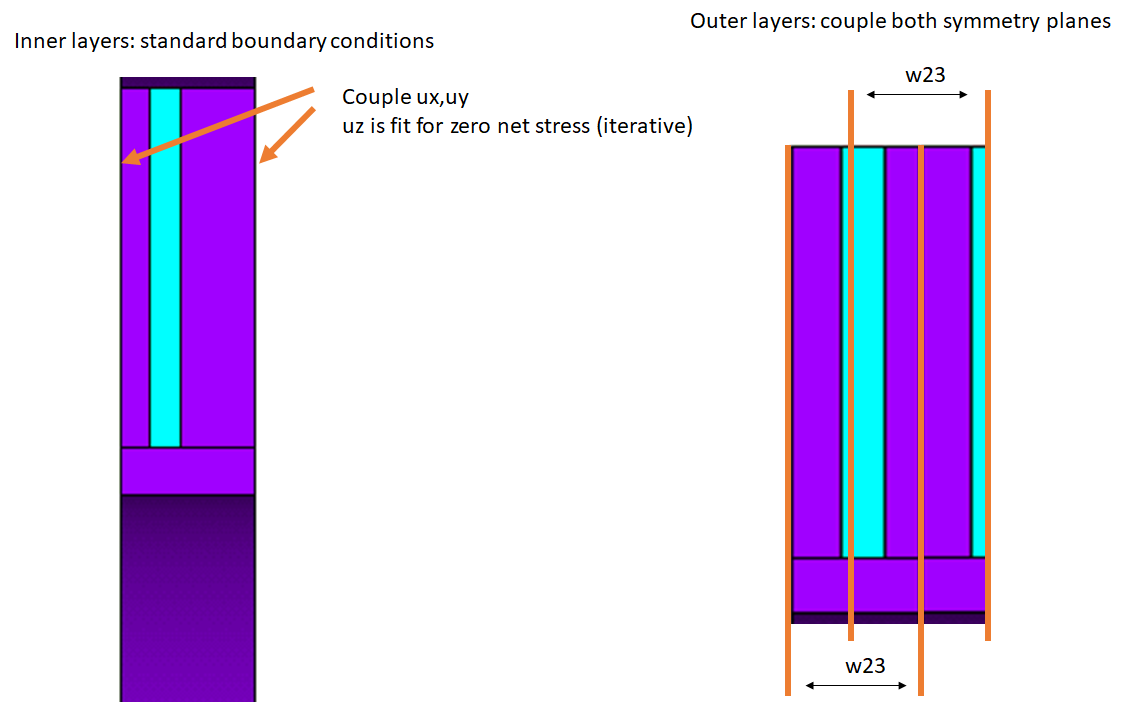 Inner layers: standard boundary conditions
Couple ux,uy
uz is fit for zero net stress (iterative)
Outer layers: couple both symmetry planes
w23
w23